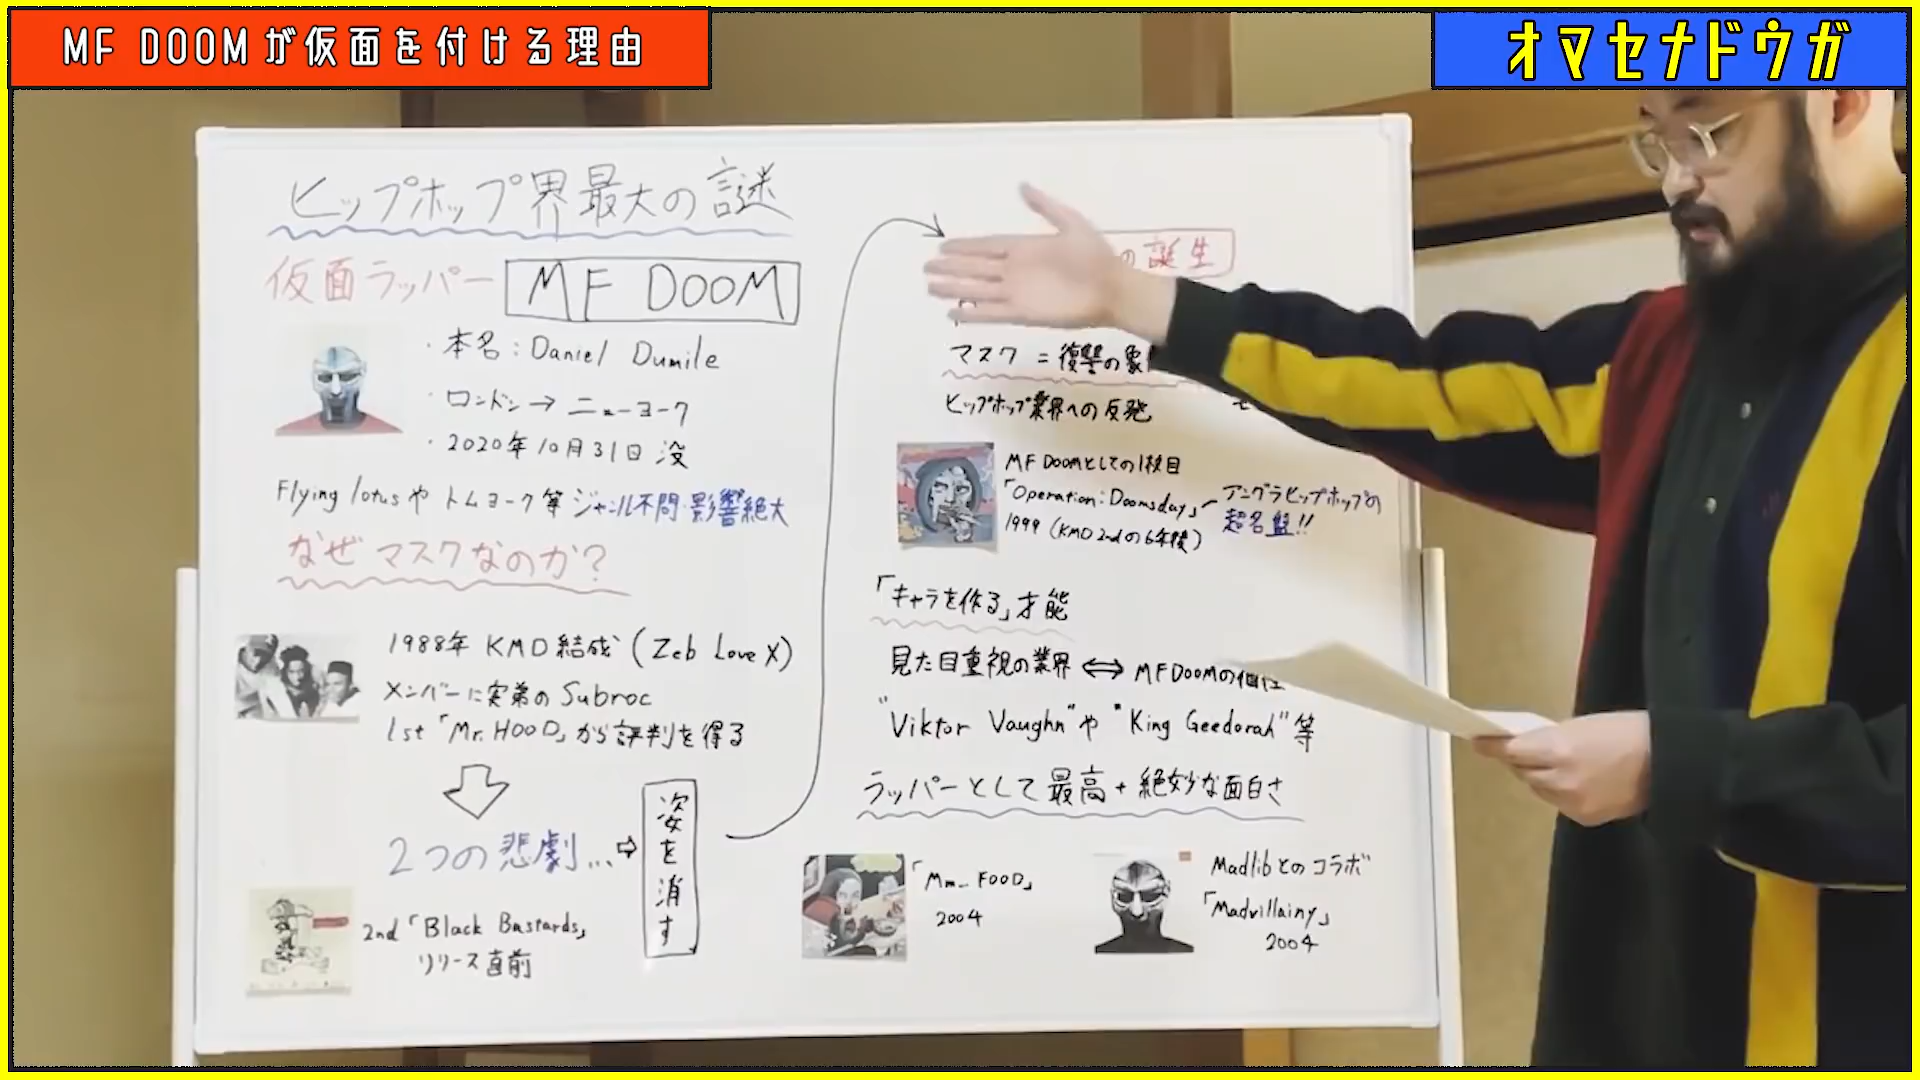 MF DOOMが仮面を付ける理由
オマセナドウガ
ヒップホップ界最大の謎
仮面ラッパー MF DOOM
・本名：Daniel Dumile
・ロンドン→ニューヨーク
・2020年10月31日 没
Flying lotusや トムヨーク等 ジャンル不問・影響絶大
なぜマスクなのか？
1988年 KMD結成 (Zeb Love X)
メンバーに実弟のSubroc
1st「Mr.HOOD」から評判を得る
2つの悲劇…⇨
姿を消す
2nd「Black Bastards」
リリース直前
の誕生
マスク = 復讐の象
ヒップホップ業界への反発
MF DOOMとしての1枚目
「Operation:Doomsday」
1999 (KMD 2ndの6年後)
アングラヒップホップの
超名盤!!
「キャラを作る」才能
見た目重視の業界 ⇔ MFDOOMの個性
"Viktor Vaughn"や "King Geedorah"等
ラッパーとして最高+絶妙な面白さ
「Mm.. FOOD」
2004
Madlibとのコラボ
「Madvillainy」
2004